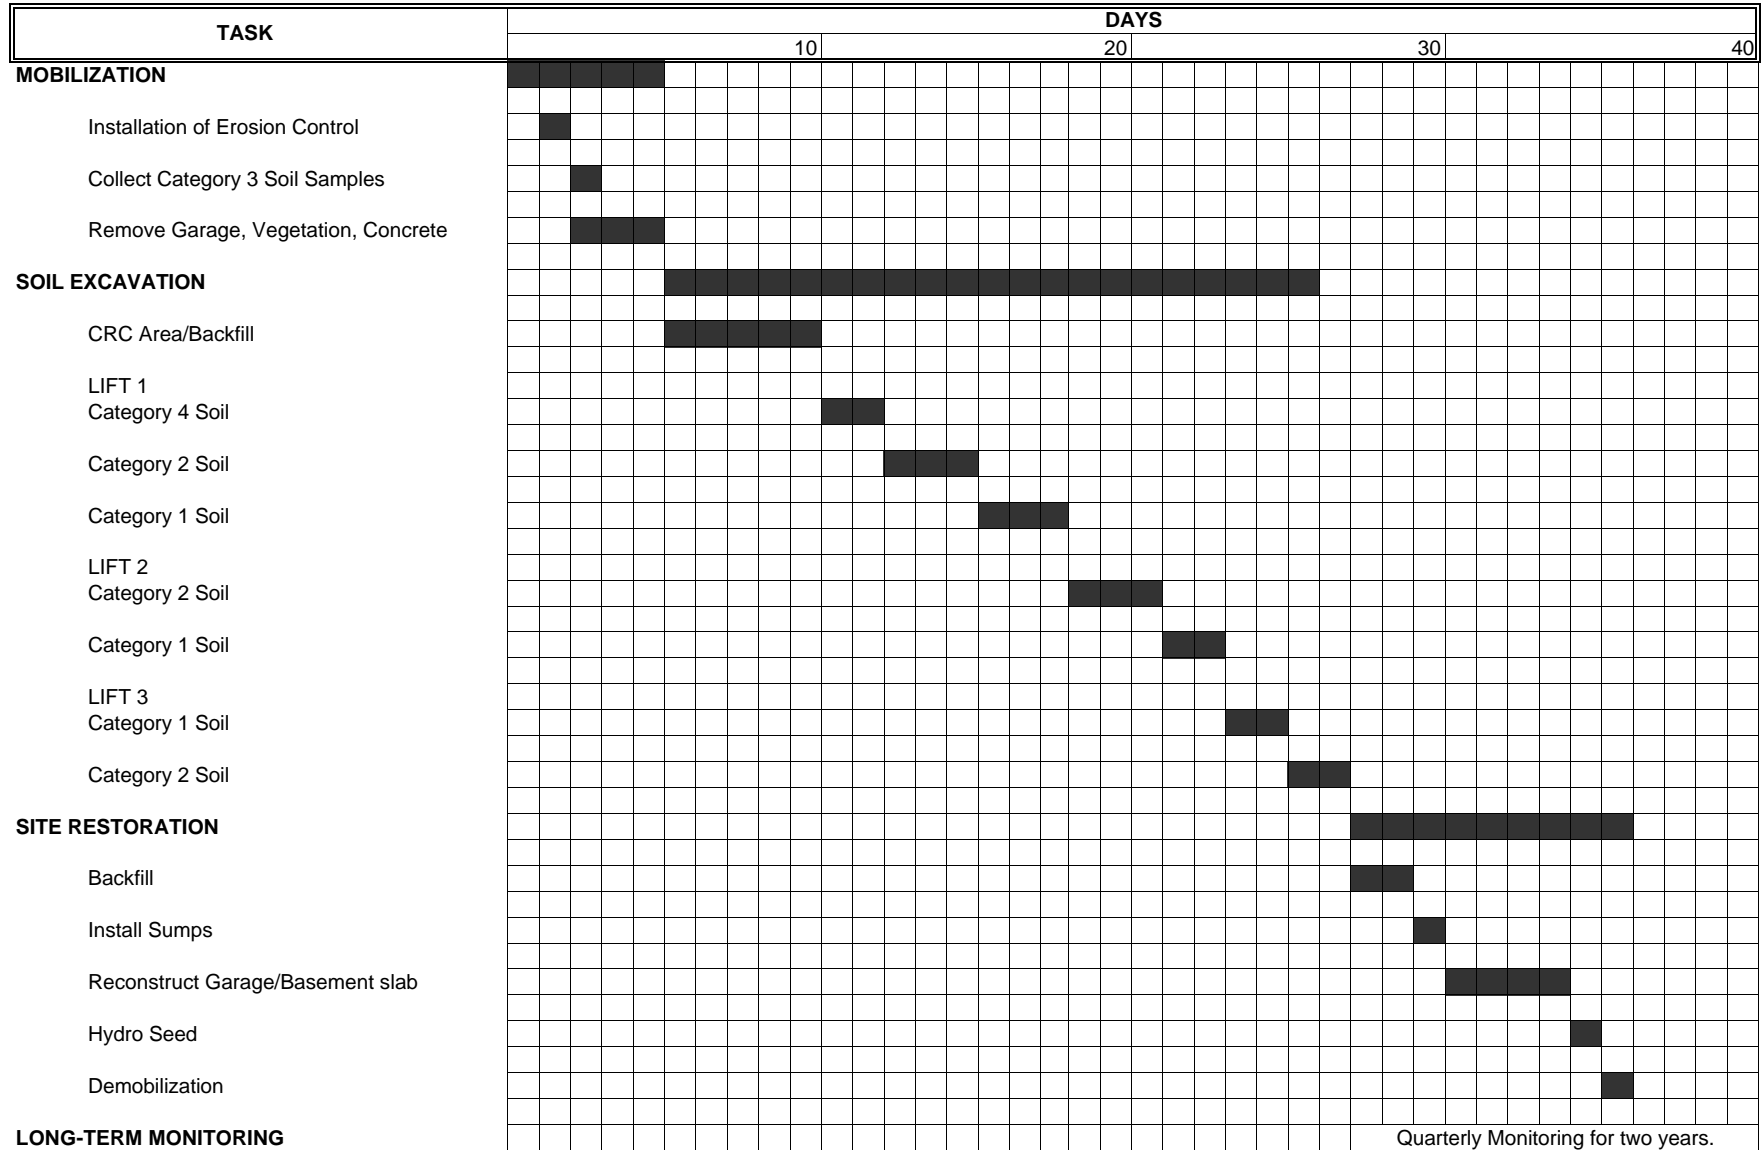 TASK
DAYS
10 20 30 40
MOBILIZATION
Installation of Erosion Control
Collect Category 3 Soil Samples
Remove Garage, Vegetation, Concrete
SOIL EXCAVATION
CRC Area/Backfill
LIFT 1
Category 4 Soil
Category 2 Soil
Category 1 Soil
LIFT 2
Category 2 Soil
Category 1 Soil
LIFT 3
Category 1 Soil
Category 2 Soil
SITE RESTORATION
Backfill
Install Sumps
Reconstruct Garage/Basement slab
Hydro Seed
Demobilization
LONG-TERM MONITORING Quarterly Monitoring for two years.